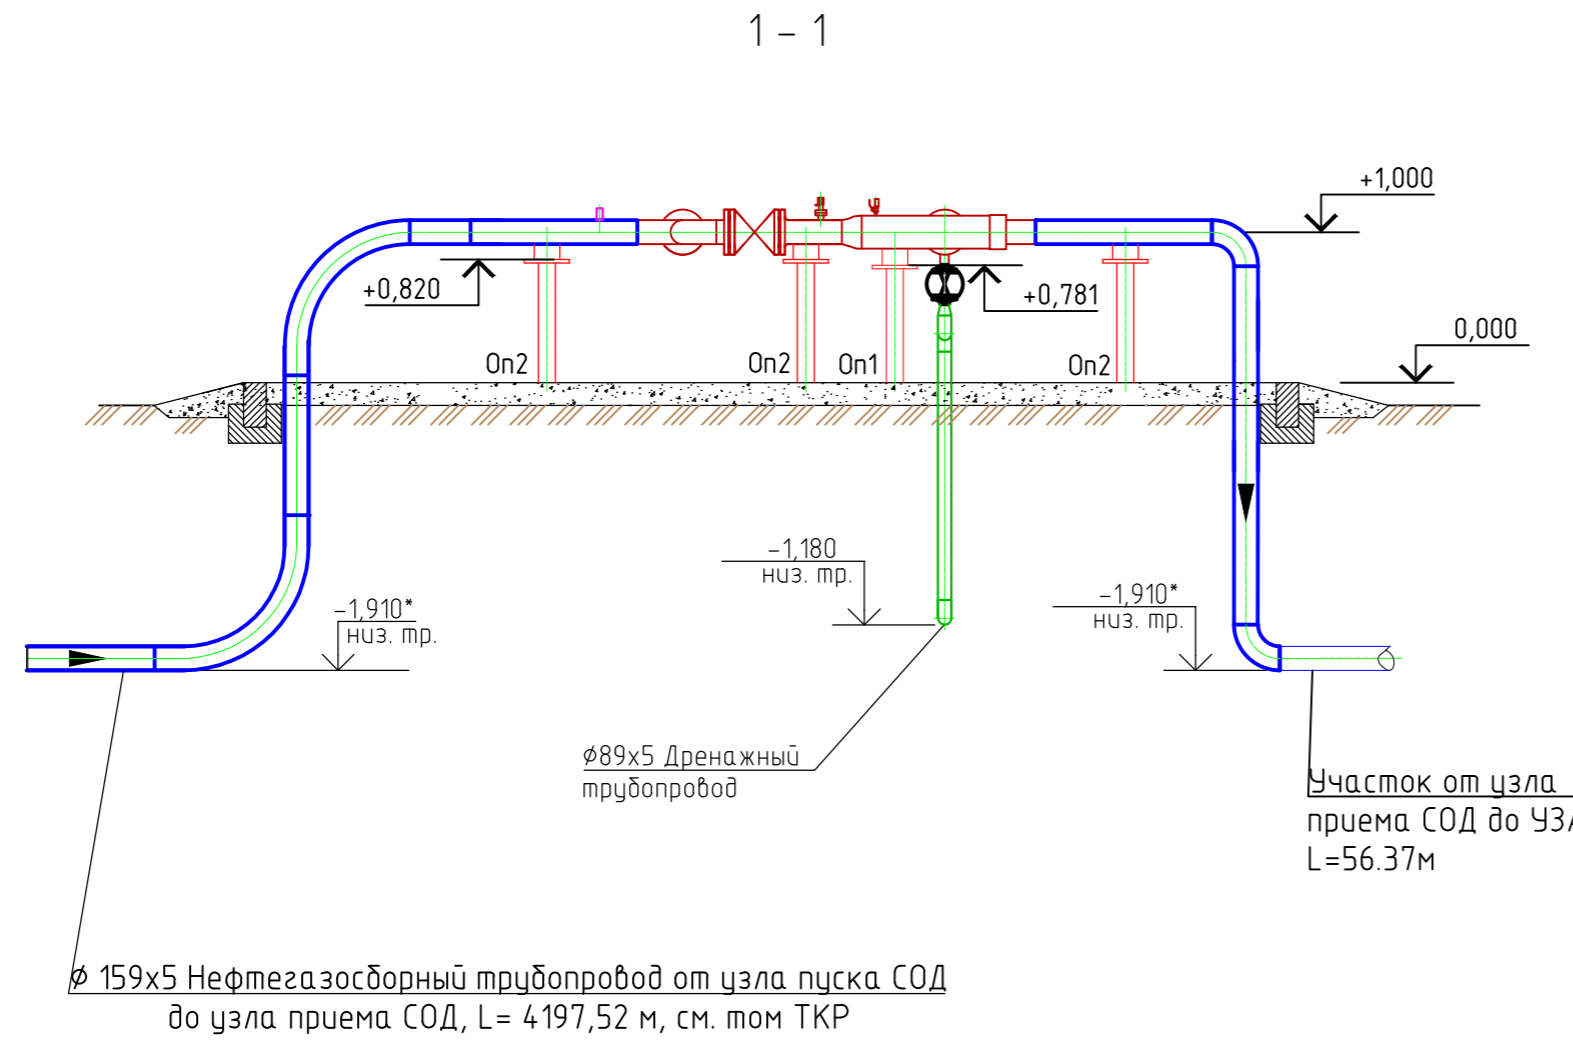 1 - 1
+1,000
+0,820
+0,781
0,000
Оп2
Оп2
Оп1
Оп2
-1,180
низ. тр.
-1,910*
низ. тр.
-1,910*
низ. тр.
⌀89х5 Дренажный
трубопровод
Участок от узла
приема СОД до
L=56.37м
⌀ 159х5 Нефтегазосборный трубопровод от узла пуска СОД
до узла приема СОД, L= 4197,52 м, см. том ТКР